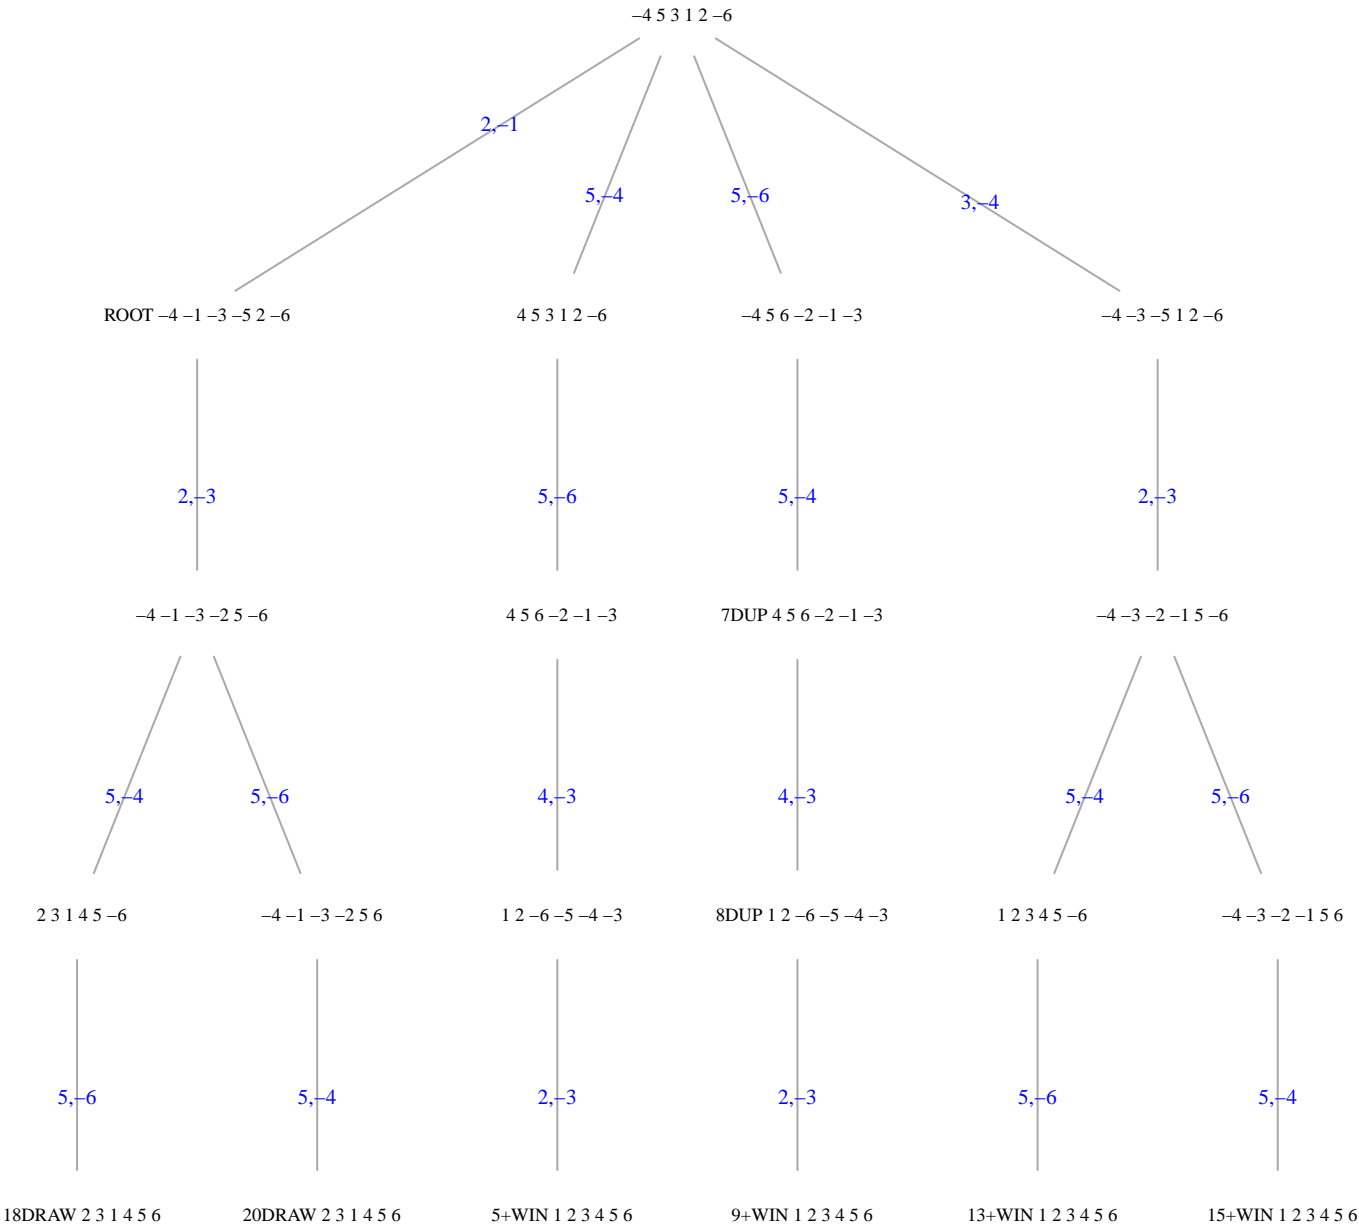 –4 5 3 1 2 –6
2,–1
5,–4
5,–6
3,–4
ROOT –4 –1 –3 –5 2 –6
4 5 3 1 2 –6
–4 5 6 –2 –1 –3
–4 –3 –5 1 2 –6
2,–3
5,–6
5,–4
2,–3
–4 –1 –3 –2 5 –6
4 5 6 –2 –1 –3
7DUP 4 5 6 –2 –1 –3
–4 –3 –2 –1 5 –6
5,–4
5,–6
4,–3
4,–3
5,–4
5,–6
2 3 1 4 5 –6
–4 –1 –3 –2 5 6
1 2 –6 –5 –4 –3
8DUP 1 2 –6 –5 –4 –3
1 2 3 4 5 –6
–4 –3 –2 –1 5 6
5,–6
5,–4
2,–3
2,–3
5,–6
5,–4
18DRAW 2 3 1 4 5 6
20DRAW 2 3 1 4 5 6
5+WIN 1 2 3 4 5 6
9+WIN 1 2 3 4 5 6
13+WIN 1 2 3 4 5 6
15+WIN 1 2 3 4 5 6